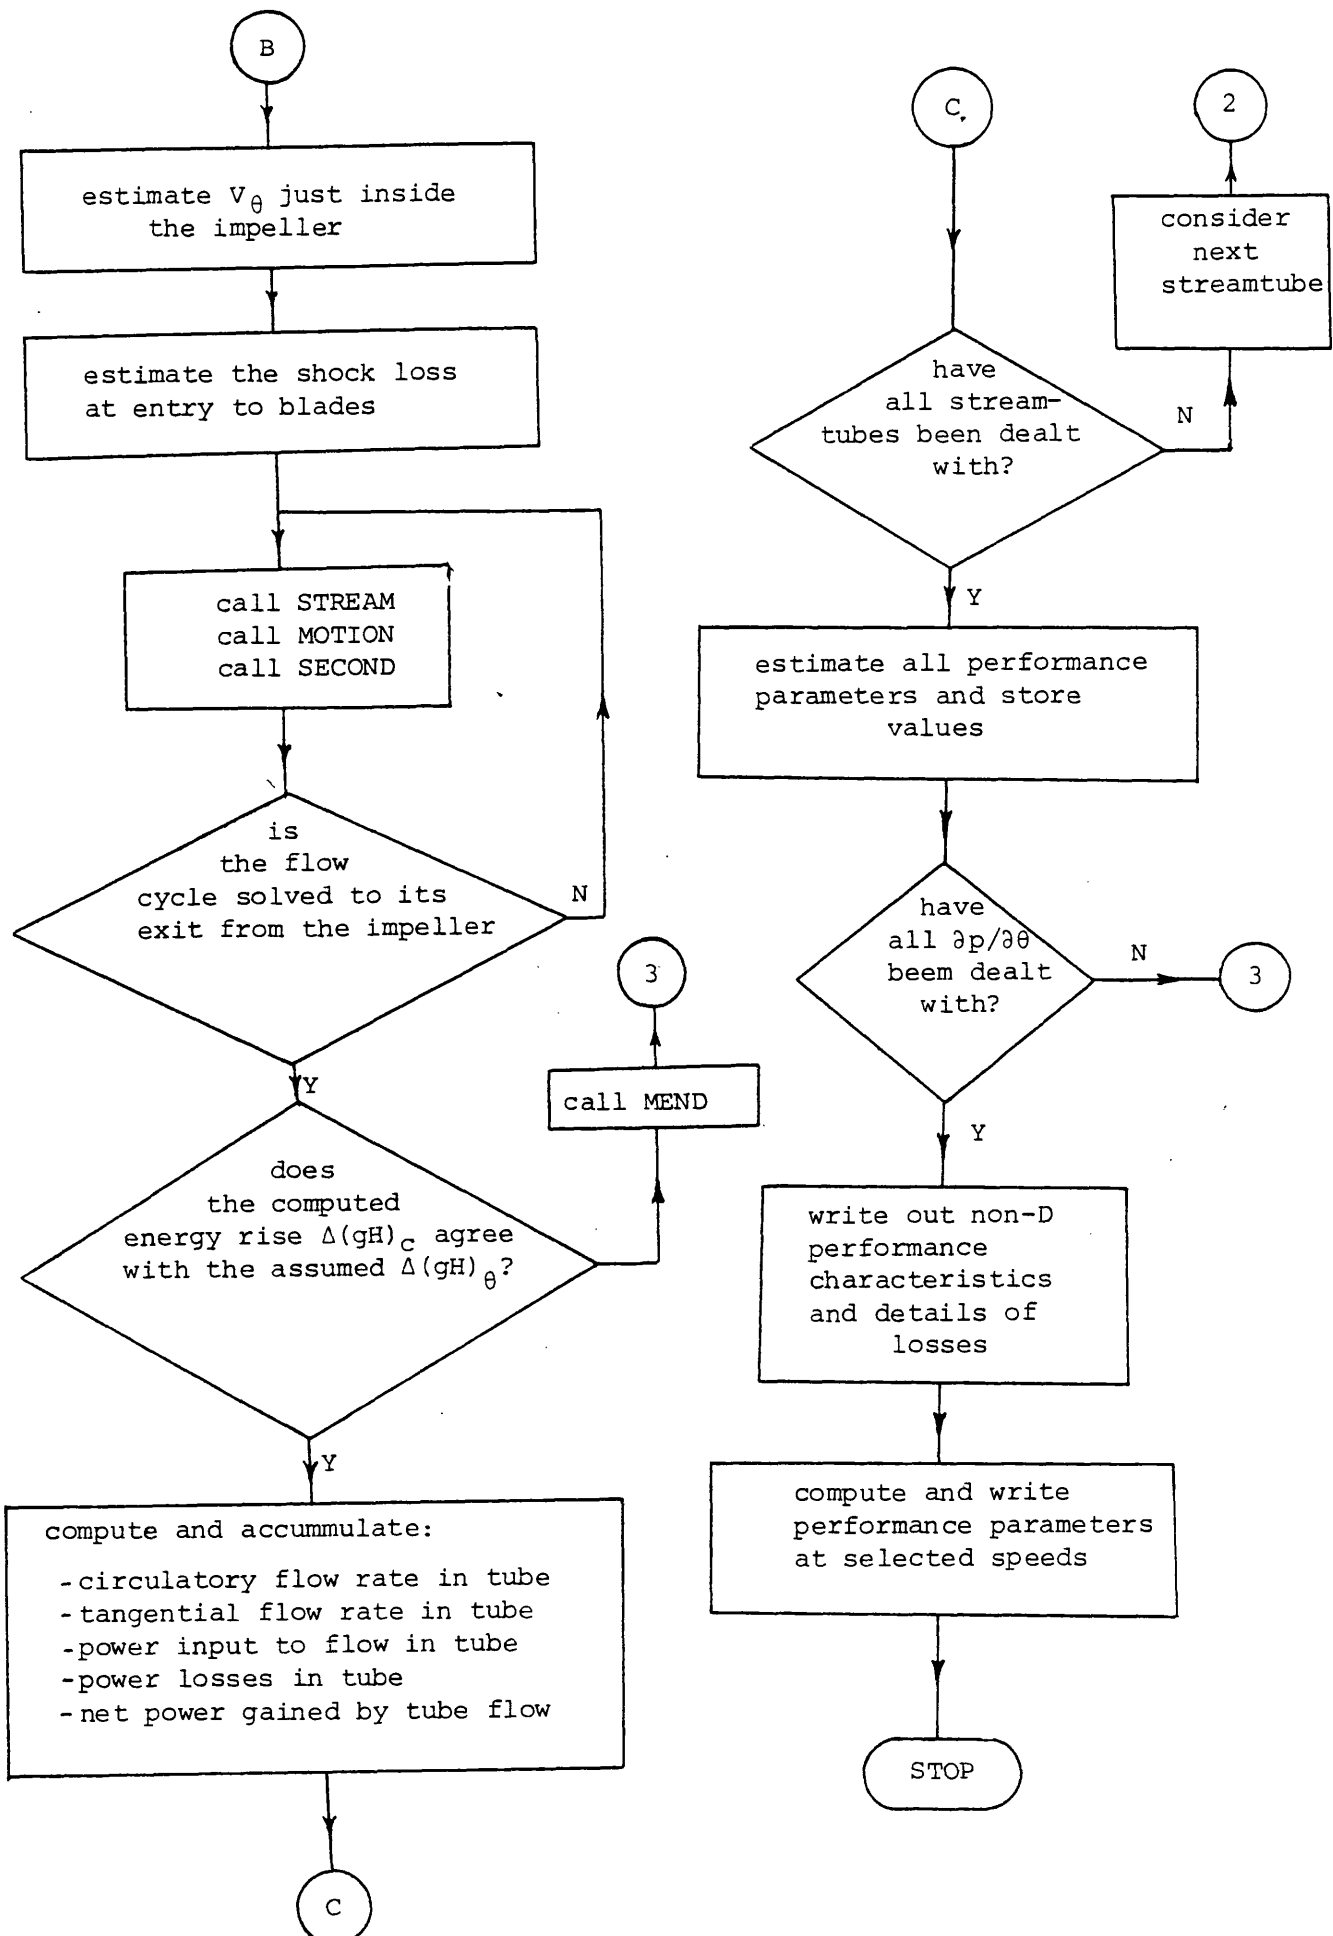 B
estimate V_θ just inside
the impeller
estimate the shock loss
at entry to blades
call STREAM
call MOTION
call SECOND
is
the flow
cycle solved to its
exit from the impeller
N
Y
does
the computed
energy rise Δ(gH)_c agree
with the assumed Δ(gH)_θ?
3
call MEND
Y
compute and accummulate:
-circulatory flow rate in tube
-tangential flow rate in tube
-power input to flow in tube
-power losses in tube
-net power gained by tube flow
C
C
2
consider
next
streamtube
have
all stream-
tubes been dealt
with?
N
Y
estimate all performance
parameters and store
values
have
all ∂p/∂θ
beem dealt
with?
N
3
Y
write out non-D
performance
characteristics
and details of
losses
compute and write
performance parameters
at selected speeds
STOP